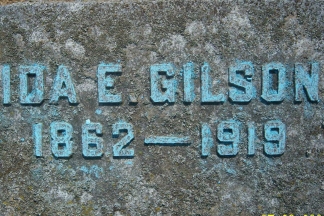 IDA E. GILSON
1862 — 1919